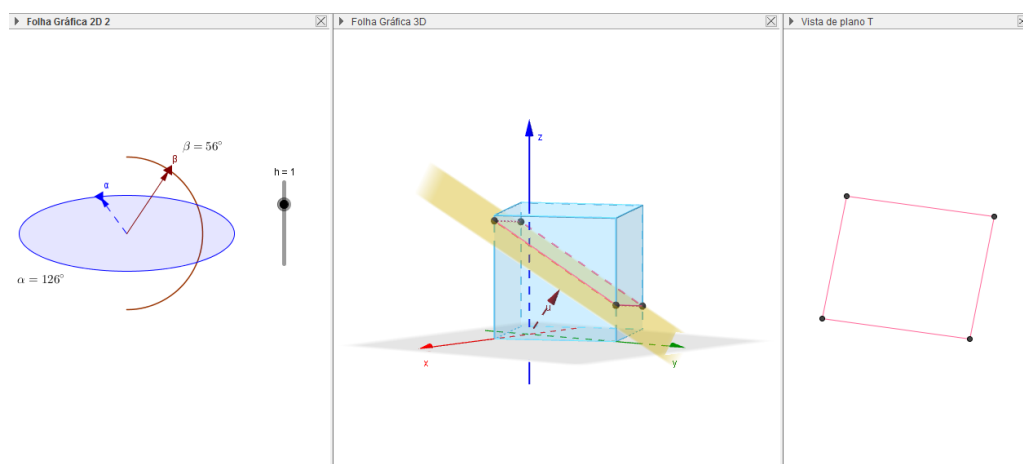 Folha Gráfica 2D 2
β = 56°
β
α
h = 1
α = 126°
Folha Gráfica 3D
z
μ
x
y
Vista de plano T